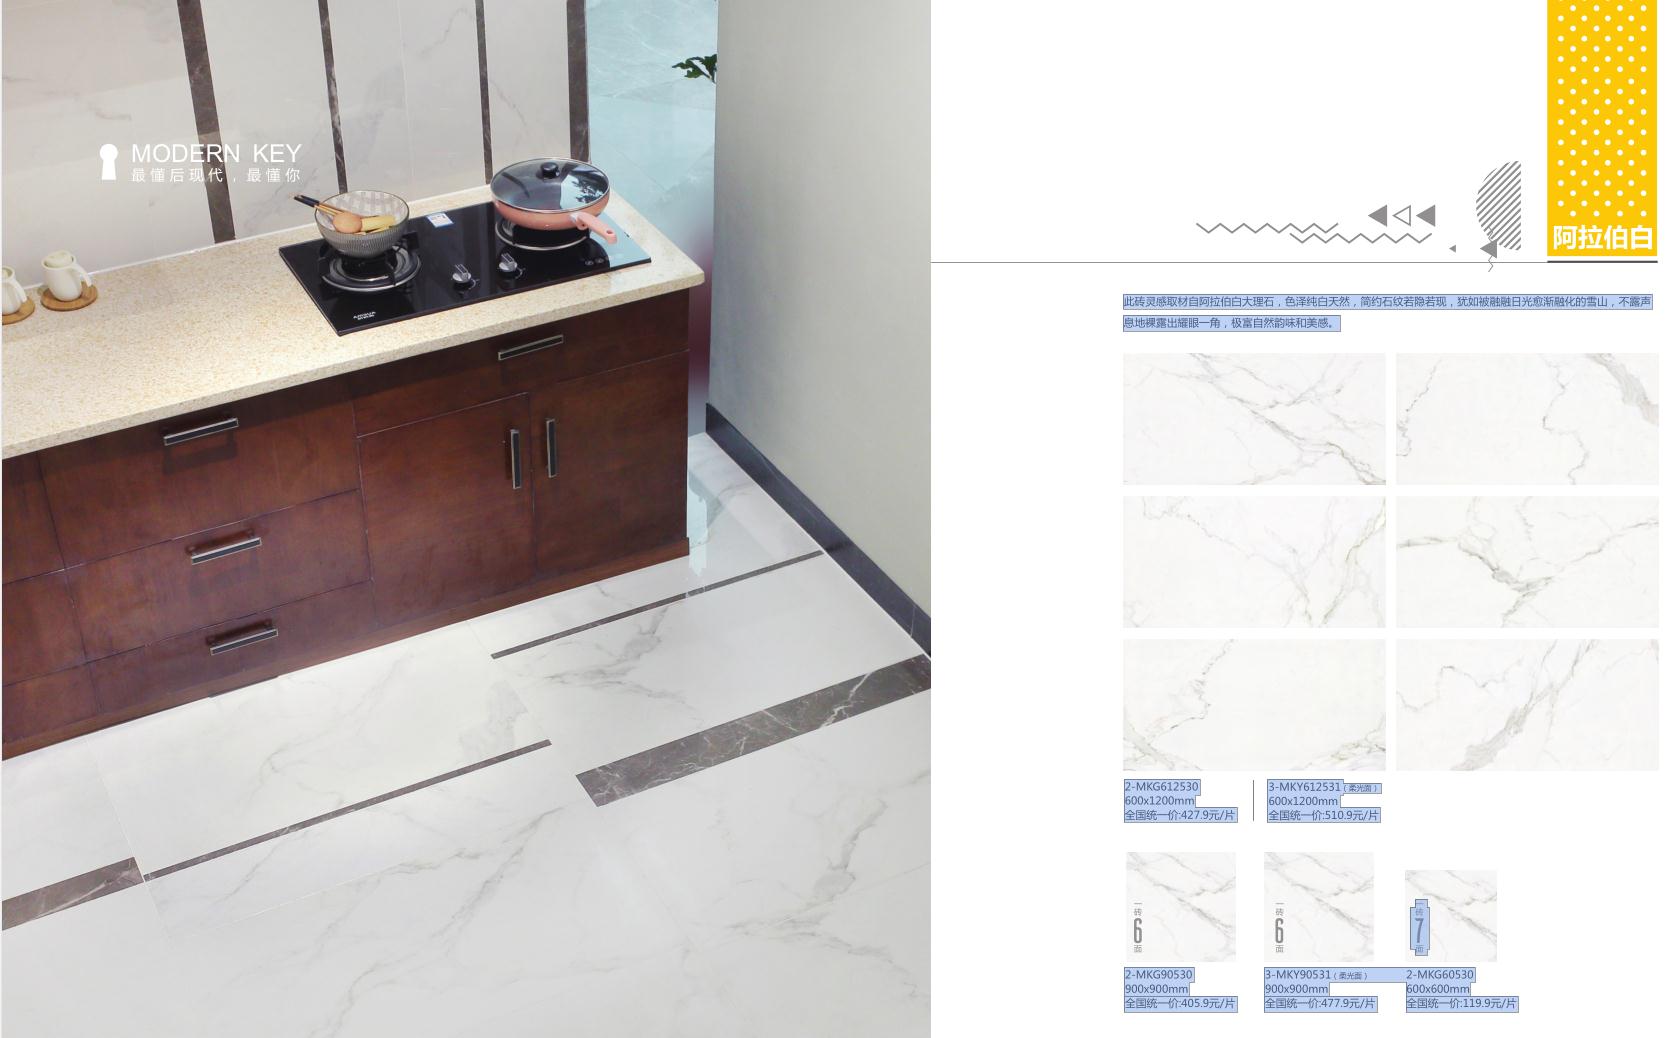 MODERN KEY
最懂后现代，最懂你
阿拉伯白
此砖灵感取材自阿拉伯白大理石，色泽纯白天然，简约石纹若隐若现，犹如被融融日光愈渐融化的雪山，不露声
息地裸露出耀眼一角，极富自然韵味和美感。
2-MKG612530
600x1200mm
全国统一价:427.9元/片
3-MKY612531（柔光面）
600x1200mm
全国统一价:510.9元/片
一砖6面
一砖6面
一砖7面
2-MKG90530
900x900mm
全国统一价:405.9元/片
3-MKY90531（柔光面）
900x900mm
全国统一价:477.9元/片
2-MKG60530
600x600mm
全国统一价:119.9元/片